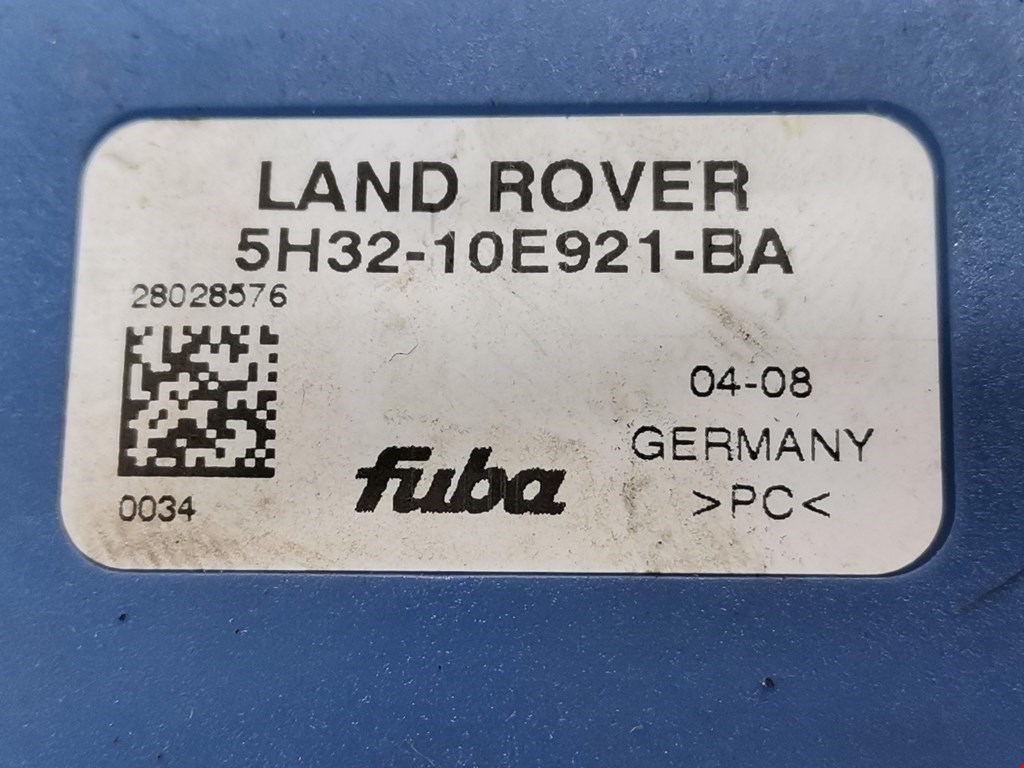 LAND ROVER
5H32-10E921-BA
28028576
04-08
GERMANY
fuba
>PC<
0034